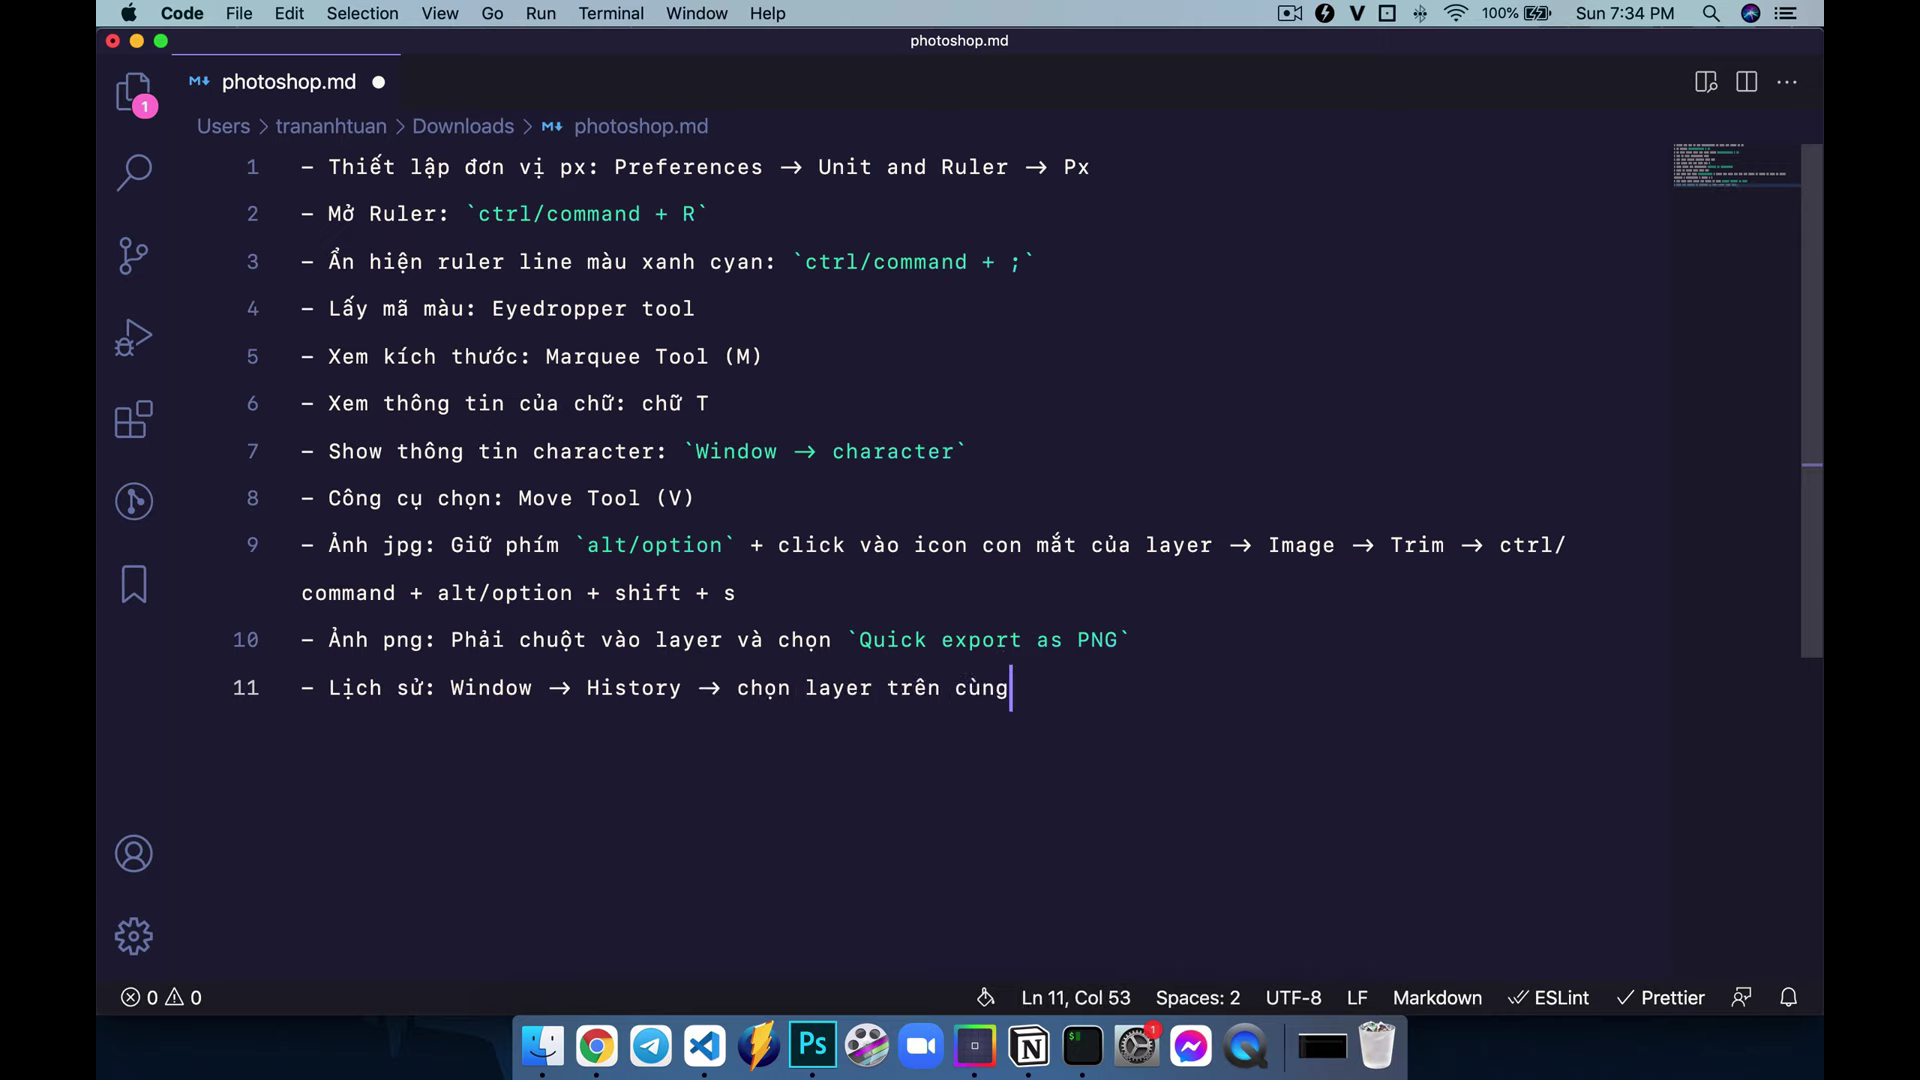 Code File Edit Selection View Go Run Terminal Window Help 100% Sun 7:34 PM
photoshop.md
photoshop.md
1
Users > trananhtuan > Downloads > photoshop.md
1 - Thiết lập đơn vị px: Preferences → Unit and Ruler → Px
2 - Mở Ruler: `ctrl/command + R`
3 - Ẩn hiện ruler line màu xanh cyan: `ctrl/command + ;`
4 - Lấy mã màu: Eyedropper tool
5 - Xem kích thước: Marquee Tool (M)
6 - Xem thông tin của chữ: chữ T
7 - Show thông tin character: `Window → character`
8 - Công cụ chọn: Move Tool (V)
9 - Ảnh jpg: Giữ phím `alt/option` + click vào icon con mắt của layer → Image → Trim → ctrl/
command + alt/option + shift + s
10 - Ảnh png: Phải chuột vào layer và chọn `Quick export as PNG`
11 - Lịch sử: Window → History → chọn layer trên cùng
0 0 Ln 11, Col 53 Spaces: 2 UTF-8 LF Markdown ESLint Prettier
Ps 1